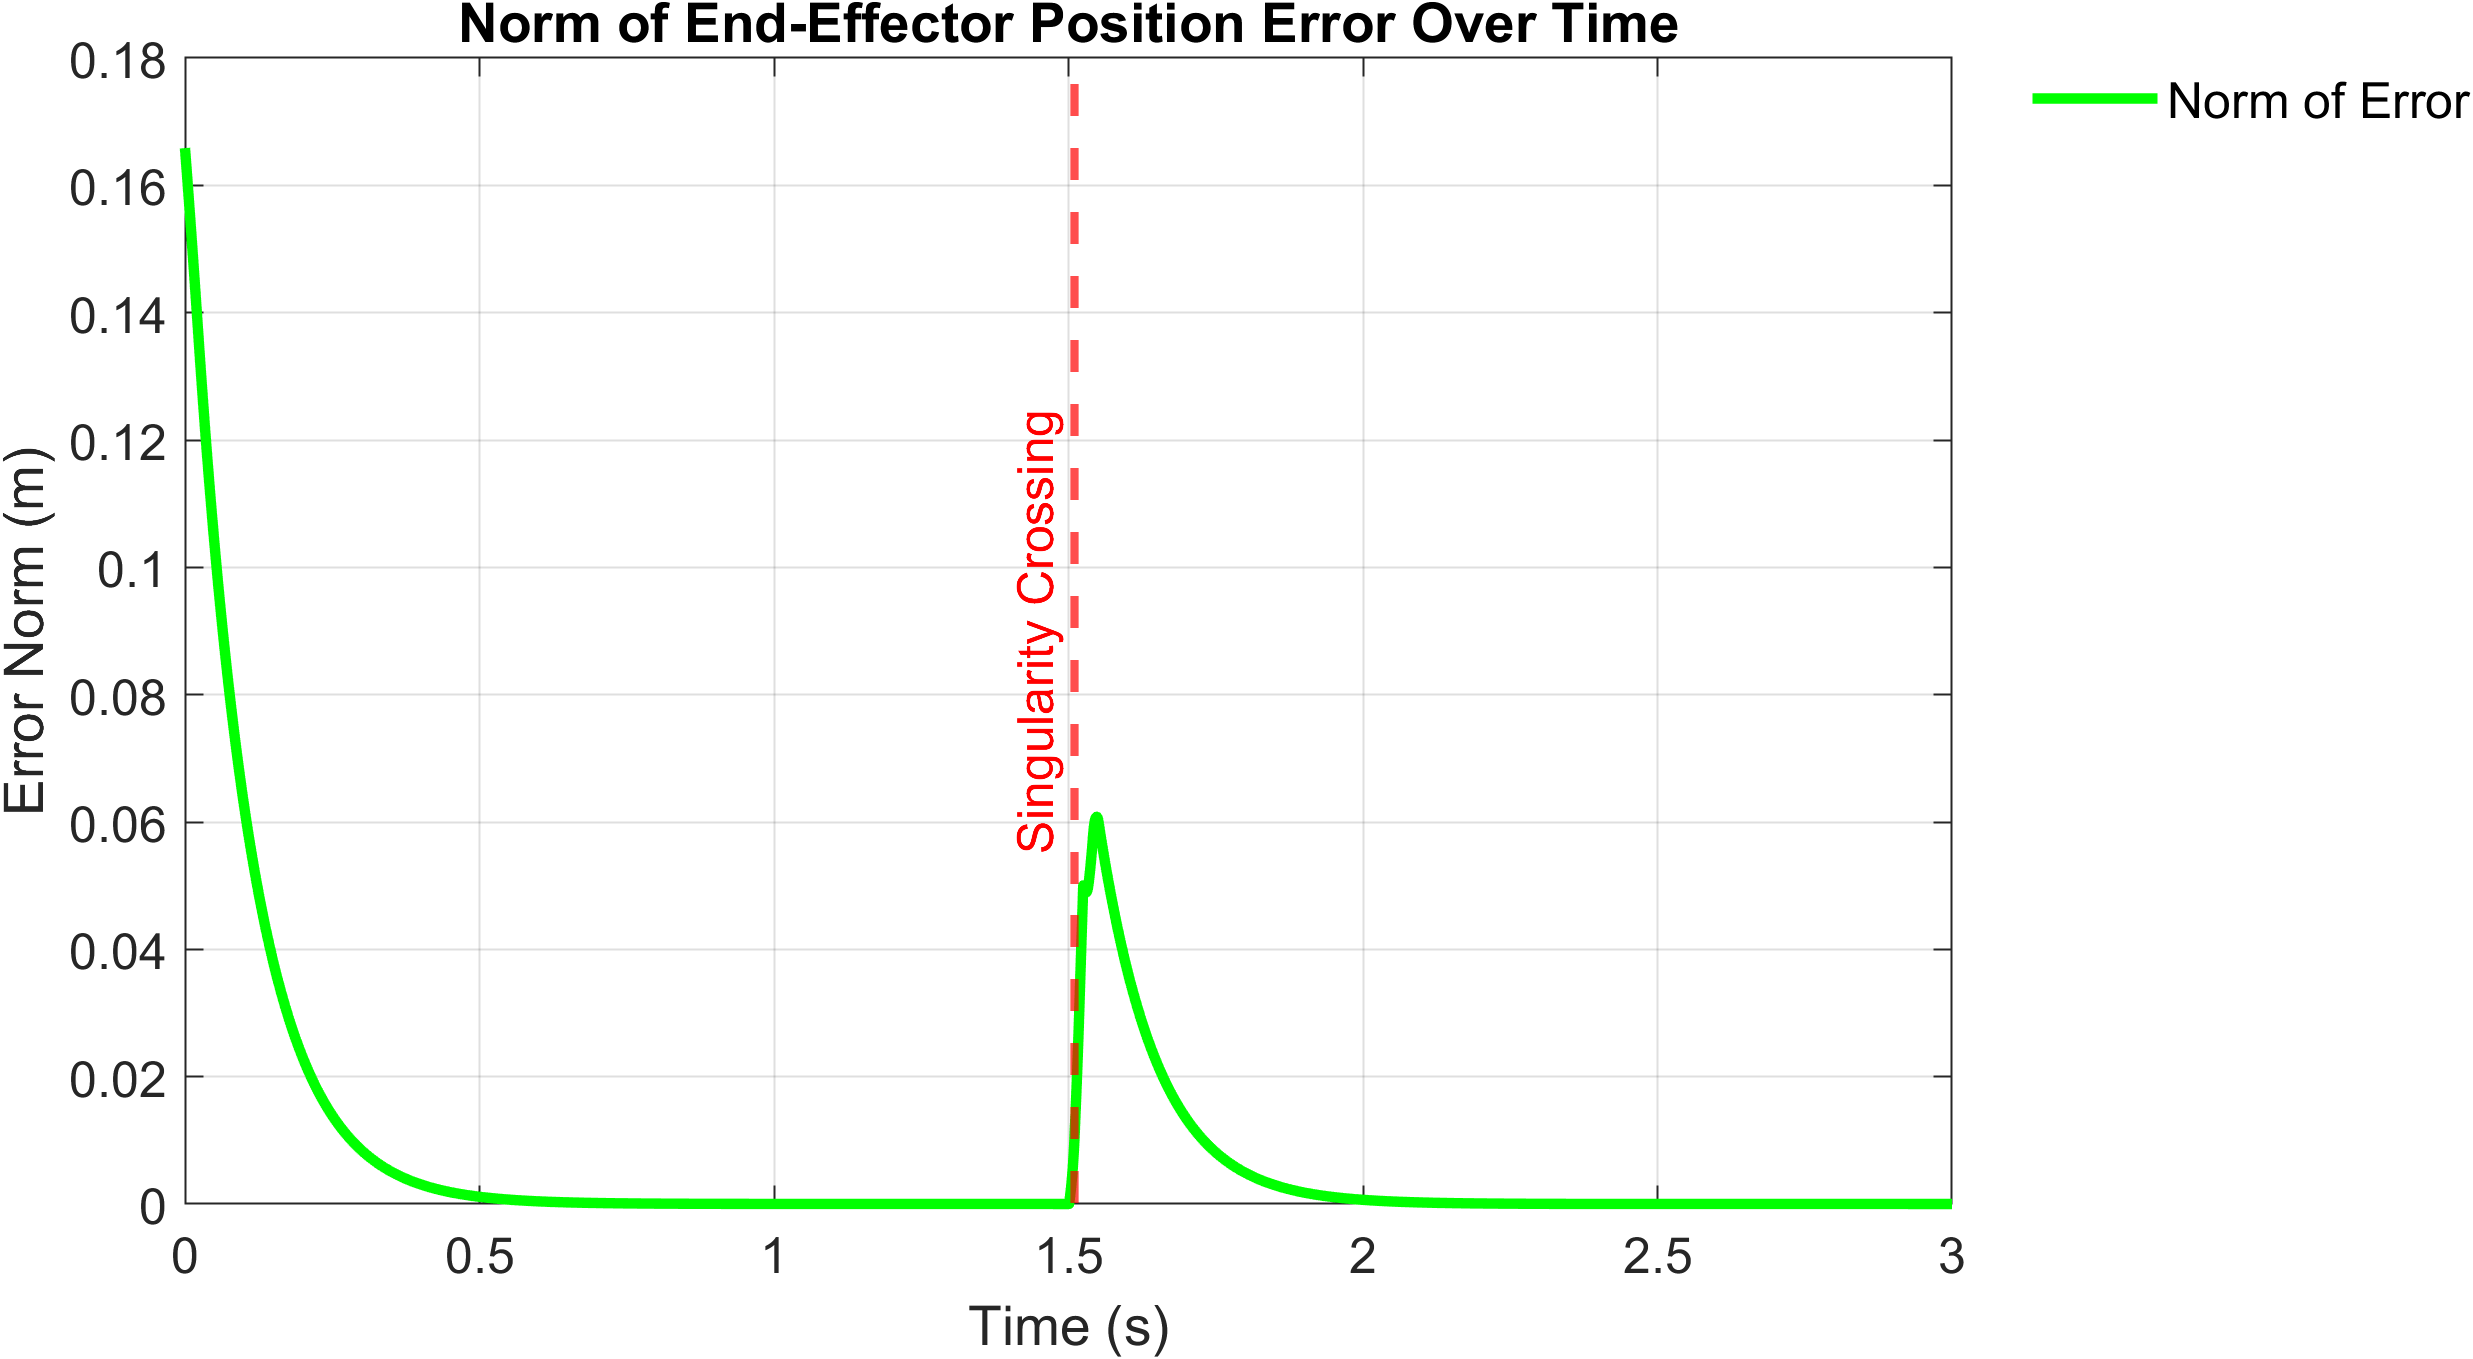 Norm of End-Effector Position Error Over Time
Norm of Error
0.18
0.16
0.14
0.12
0.1
0.08
0.06
0.04
0.02
0
Error Norm (m)
Singularity Crossing
0 0.5 1 1.5 2 2.5 3
Time (s)